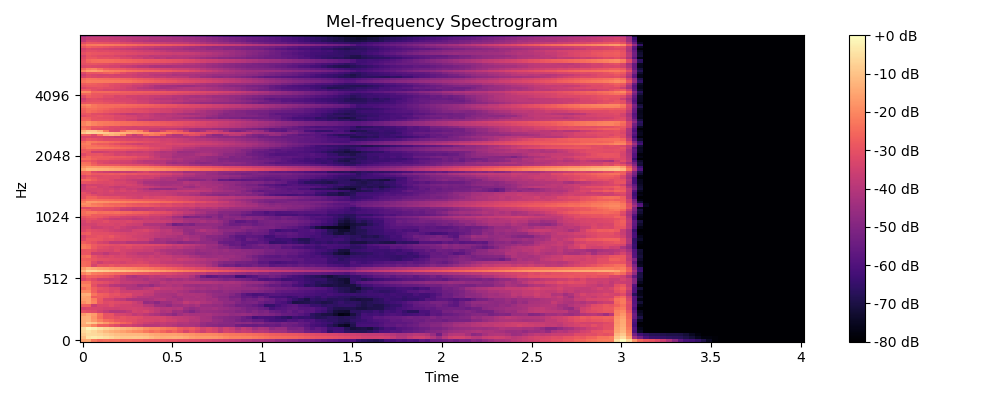 Mel-frequency Spectrogram
+0 dB
-10 dB
4096
-20 dB
-30 dB
2048
Hz
-40 dB
1024
-50 dB
512
-60 dB
-70 dB
0
-80 dB
0 0.5 1 1.5 2 2.5 3 3.5 4
Time